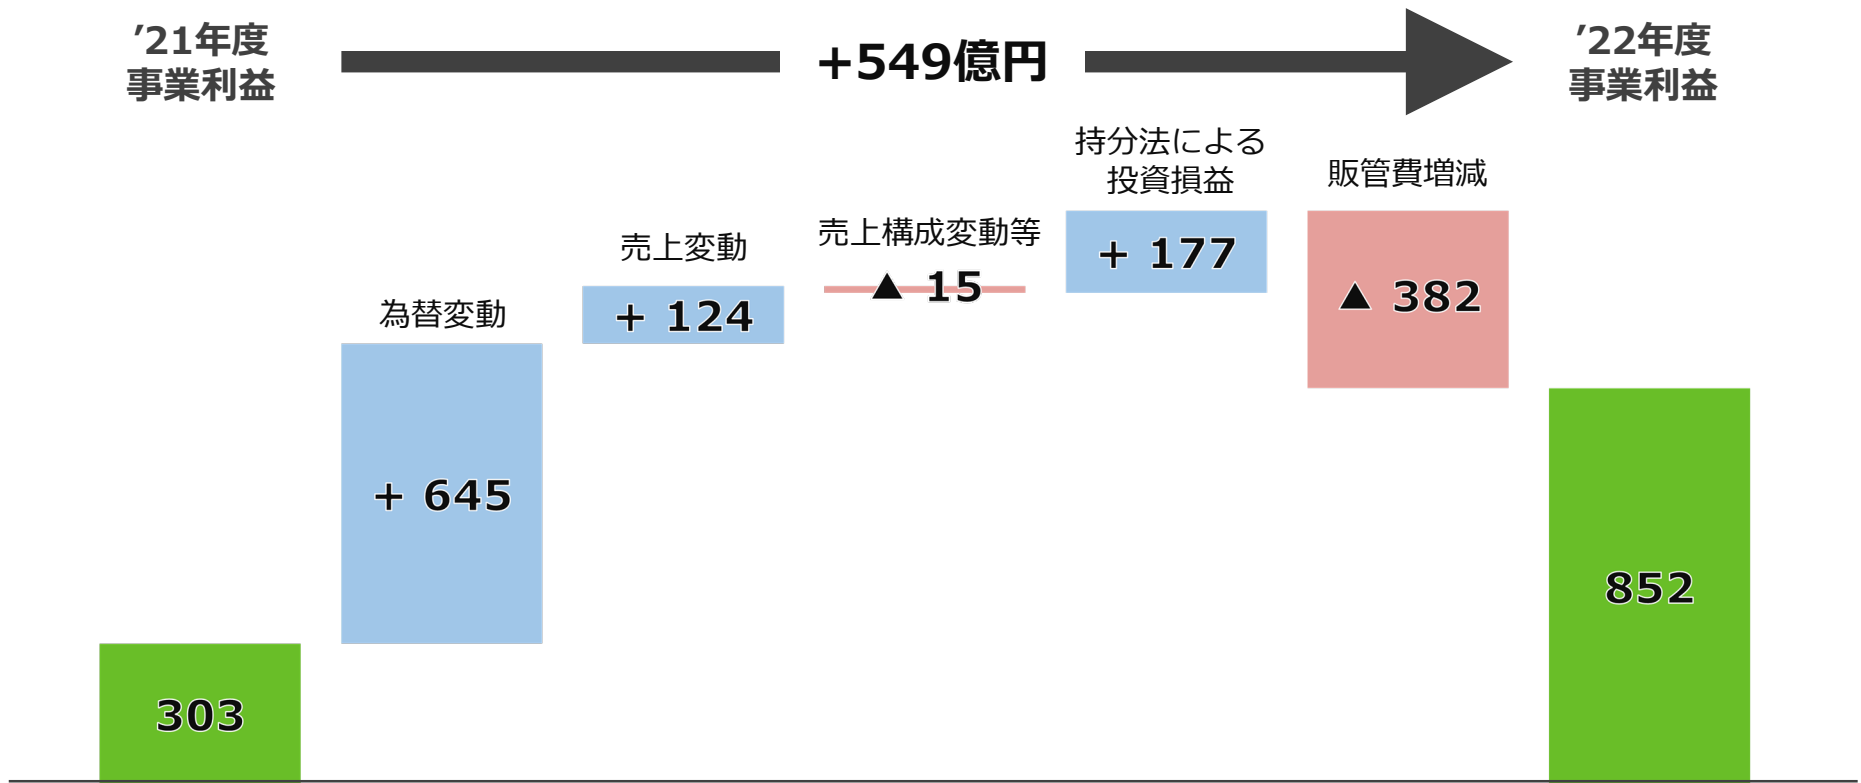 ’21年度
事業利益
+549億円
’22年度
事業利益
為替変動
+ 645
売上変動
+ 124
売上構成変動等
▲ 15
持分法による
投資損益
+ 177
販管費増減
▲ 382
303
852